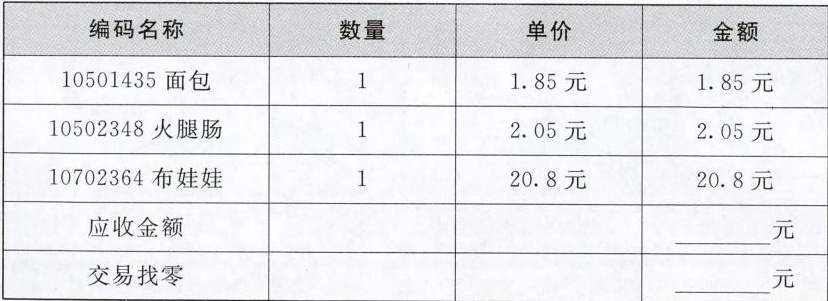 编码名称 数量 单价 金额
10501435 面包 1 1.85 元 1.85 元
10502348 火腿肠 1 2.05 元 2.05 元
10702364 布娃娃 1 20.8 元 20.8 元
应收金额 ______元
交易找零 ______元